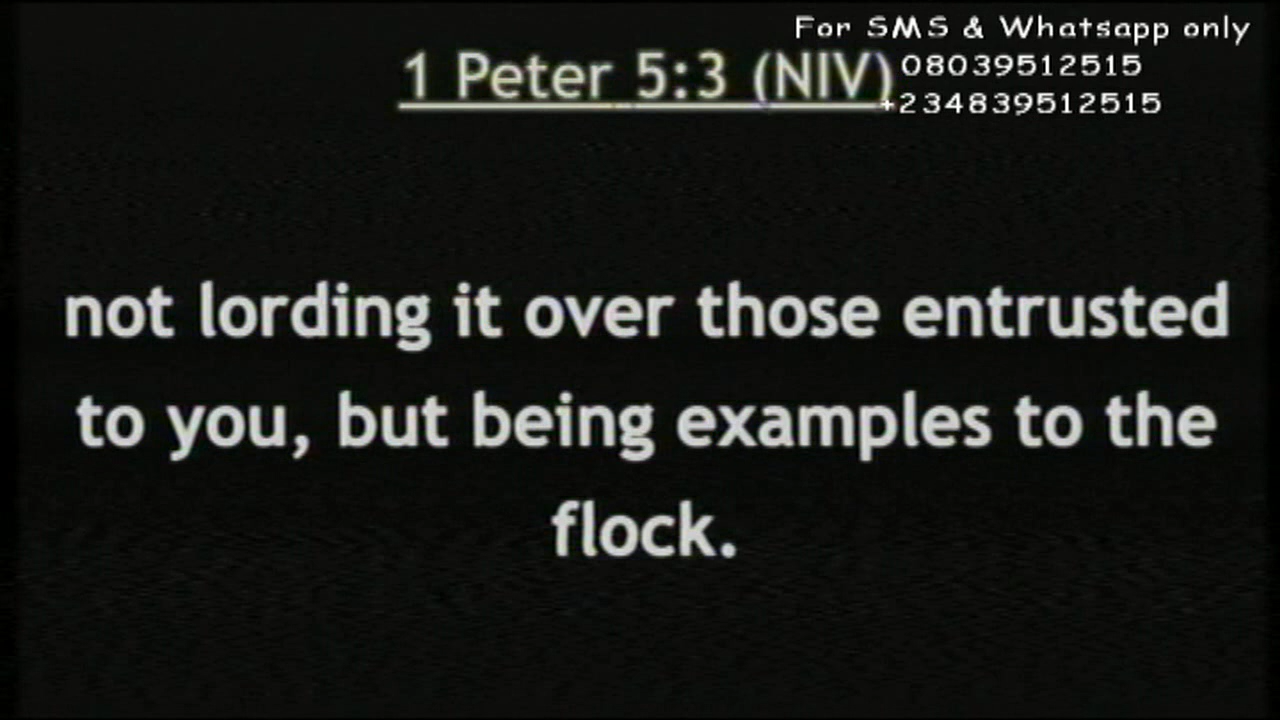 For SMS & Whatsapp only
1 Peter 5:3 (NIV)
08039512515
+234839512515
not lording it over those entrusted
to you, but being examples to the
flock.